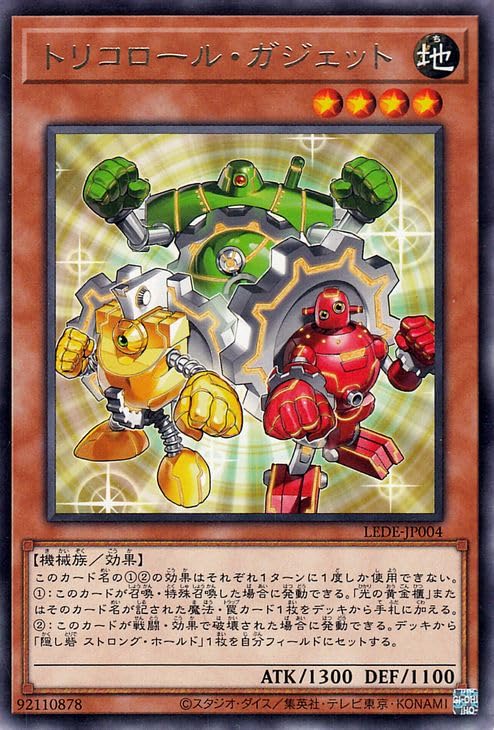 トリコロール・ガジェット
地
LEDE-JP004
【機械族/効果】
このカード名の①②の効果はそれぞれ1ターンに1度しか使用できない。
①:このカードが召喚・特殊召喚した場合に発動できる。「光の黄金櫃」また
はそのカード名が記された魔法・罠カード1枚をデッキから手札に加える。
②:このカードが戦闘・効果で破壊された場合に発動できる。デッキから
「隠し砦 ストロング・ホールド」1枚を自分フィールドにセットする。
ATK/1300 DEF/1100
92110878
©スタジオ・ダイス/集英社・テレビ東京・KONAMI